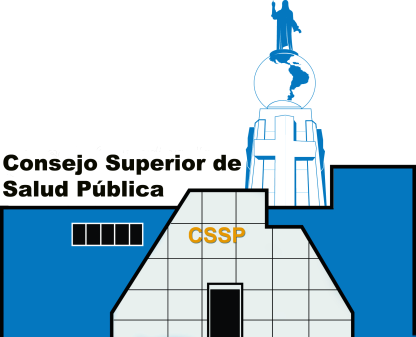 Consejo Superior de
Salud Pública
CSSP